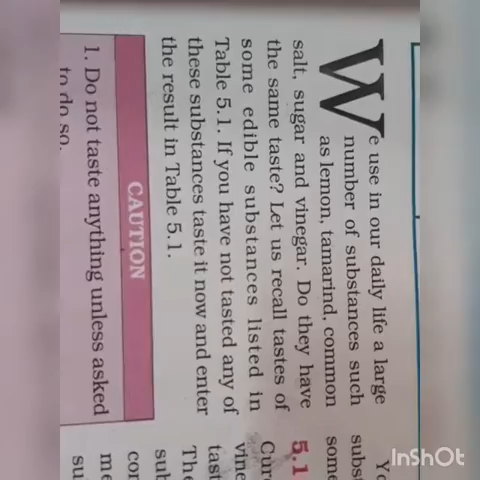 We use in our daily life a large
number of substances such
as lemon, tamarind, common
salt, sugar and vinegar. Do they have
the same taste? Let us recall tastes of
some edible substances listed in
Table 5.1. If you have not tasted any of
these substances taste it now and enter
the result in Table 5.1.
CAUTION
1. Do not taste anything unless asked
to do so.
5.1
InShOt